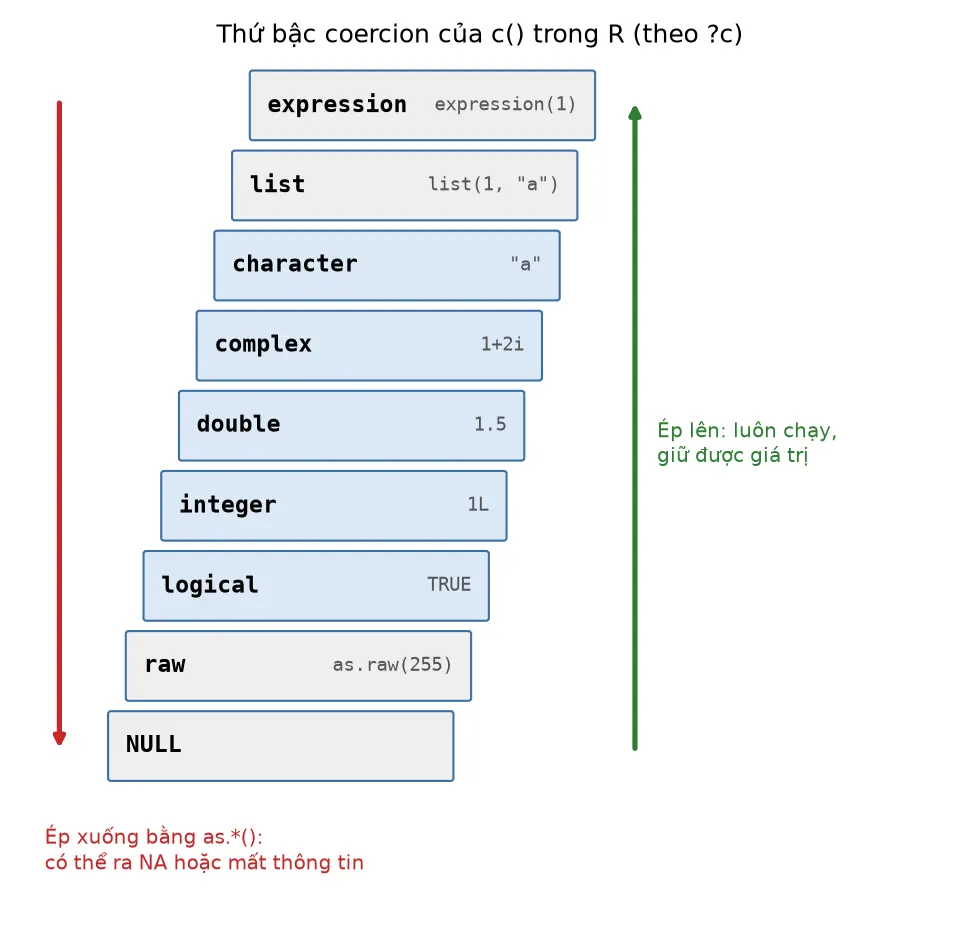 Thứ bậc coercion của c() trong R (theo ?c)
expression expression(1)
list list(1, "a")
character "a"
complex 1+2i
double 1.5
Ép lên: luôn chạy,
giữ được giá trị
integer 1L
logical TRUE
raw as.raw(255)
NULL
Ép xuống bằng as.*():
có thể ra NA hoặc mất thông tin